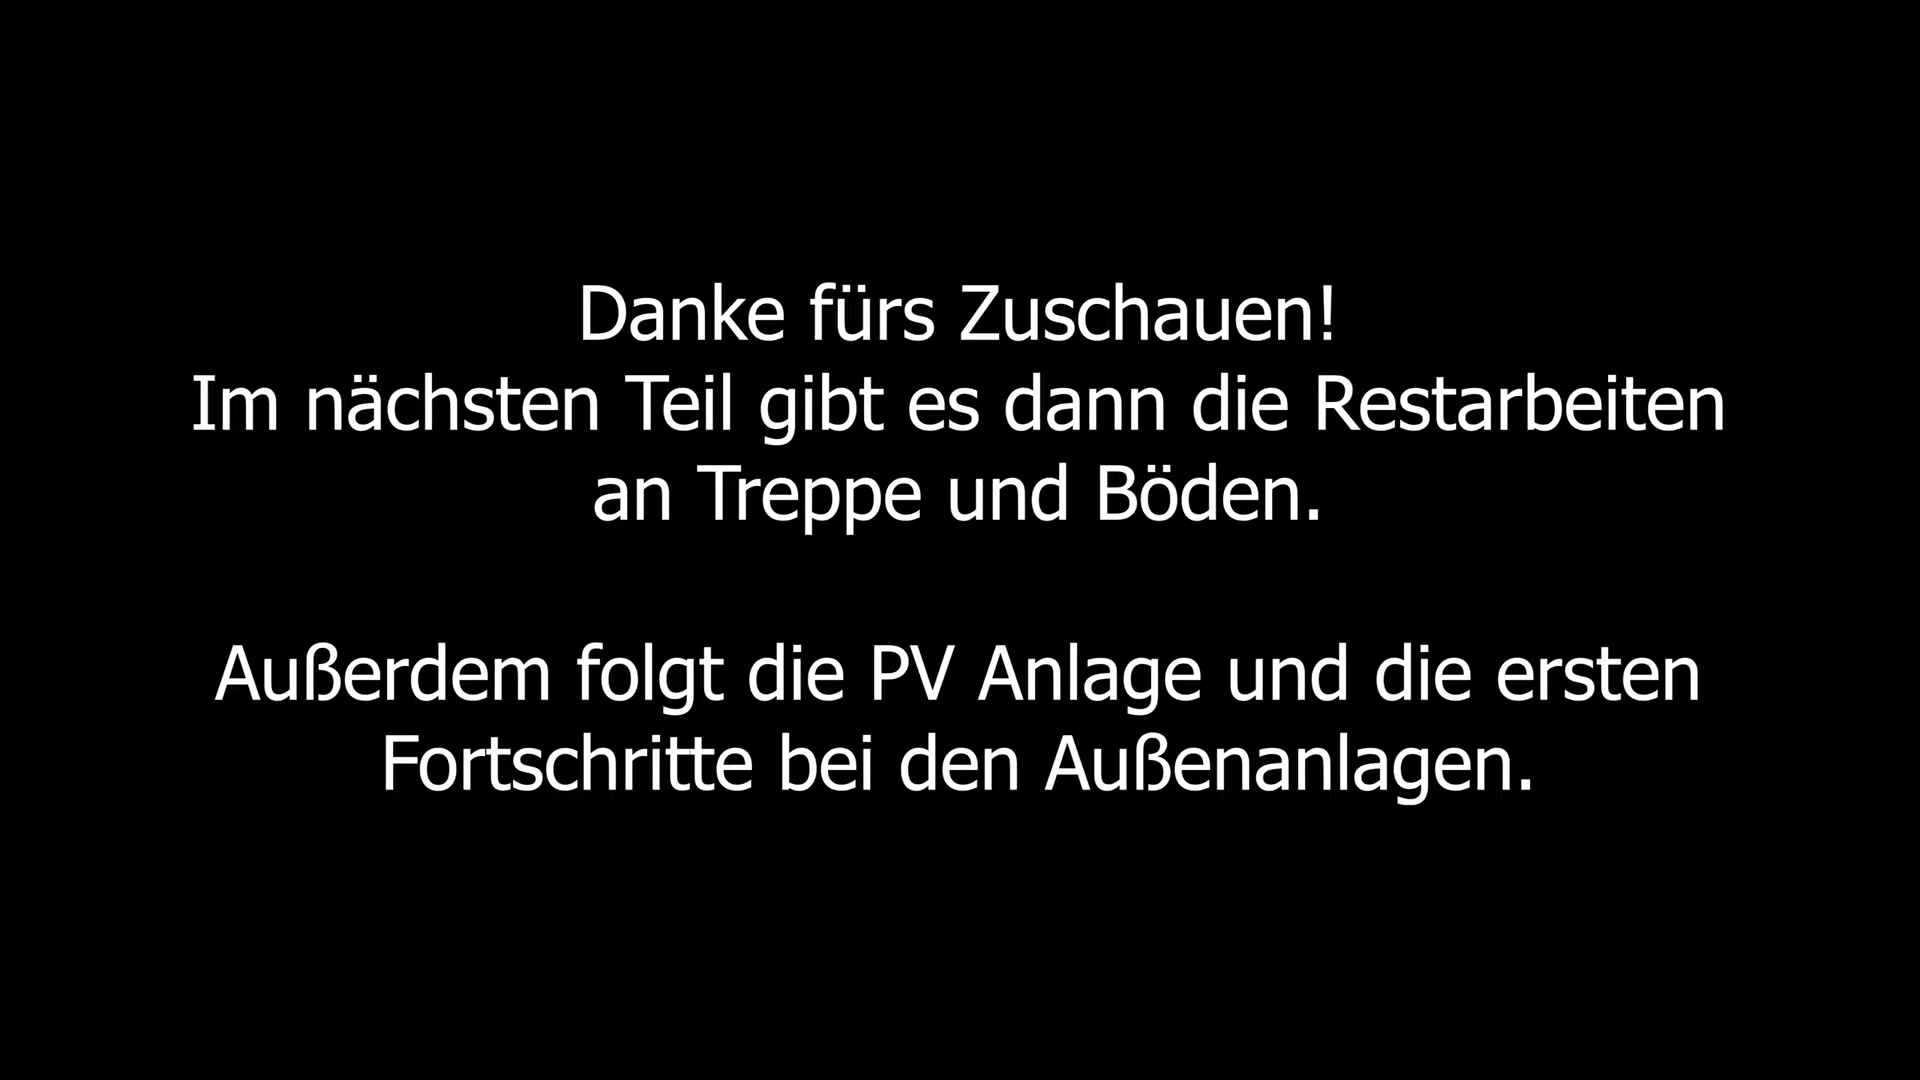 Danke fürs Zuschauen!
Im nächsten Teil gibt es dann die Restarbeiten
an Treppe und Böden.
Außerdem folgt die PV Anlage und die ersten
Fortschritte bei den Außenanlagen.